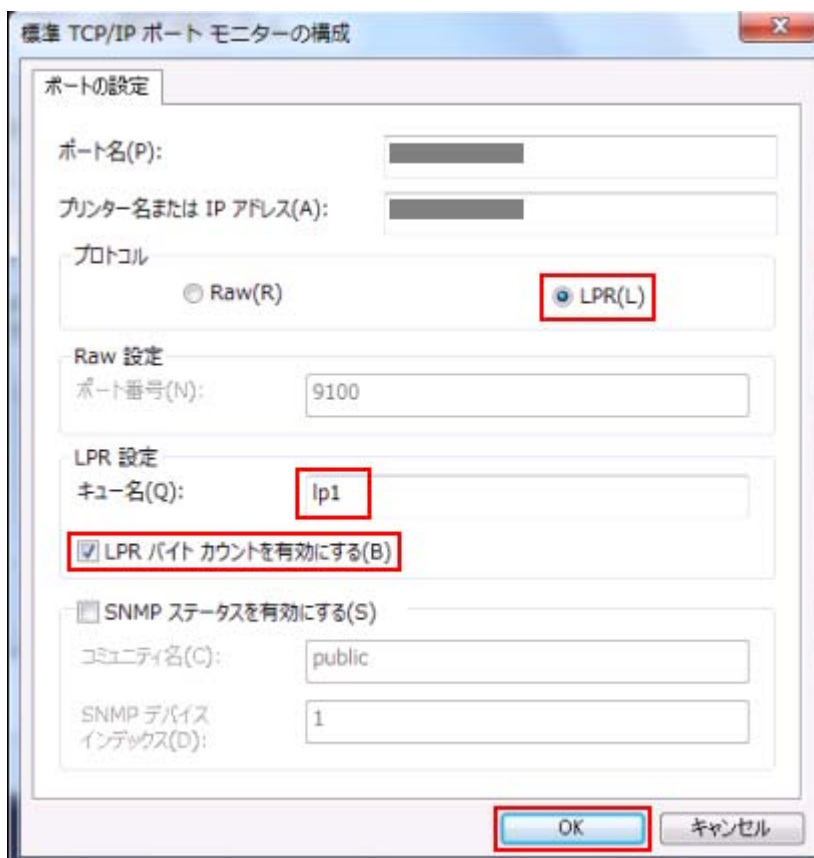 標準 TCP/IP ポート モニターの構成
ポートの設定
ポート名(P):
プリンター名または IP アドレス(A):
プロトコル
Raw(R)
LPR(L)
Raw 設定
ポート番号(N):
9100
LPR 設定
キュー名(Q):
lp1
LPR バイト カウントを有効にする(B)
SNMP ステータスを有効にする(S)
コミュニティ名(C):
public
SNMP デバイス
インデックス(D):
1
OK
キャンセル